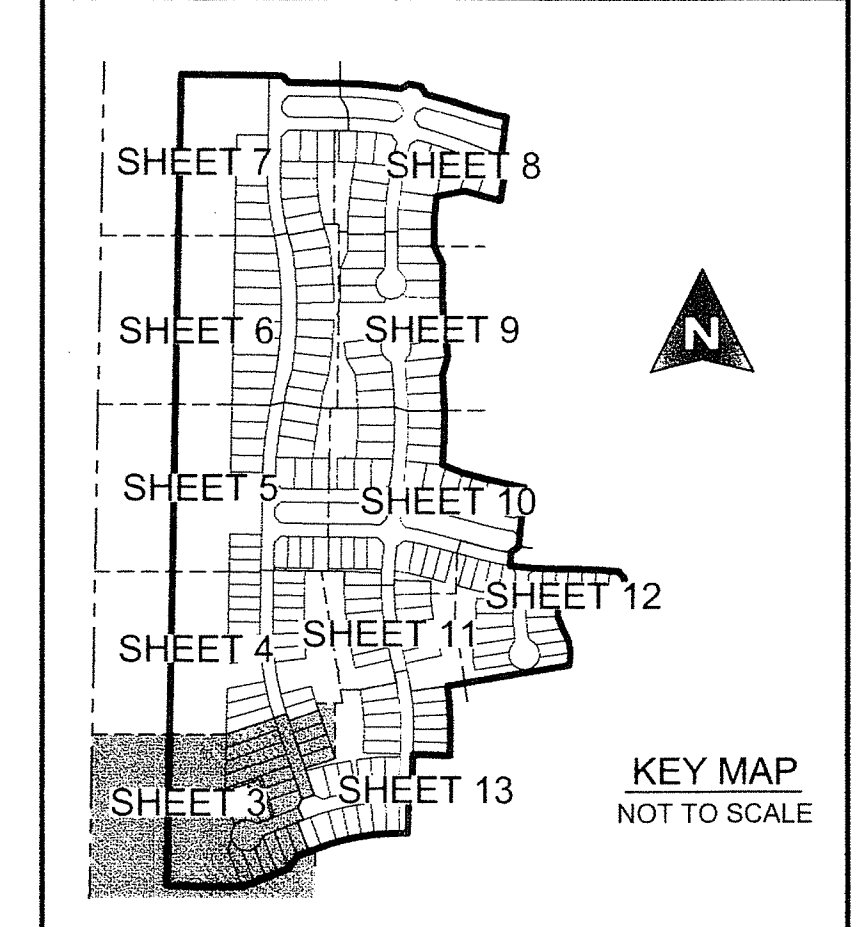 SHEET 7
SHEET 8
SHEET 6
SHEET 9
N
SHEET 5
SHEET 10
SHEET 12
SHEET 4
SHEET 11
SHEET 3
SHEET 13
KEY MAP
NOT TO SCALE